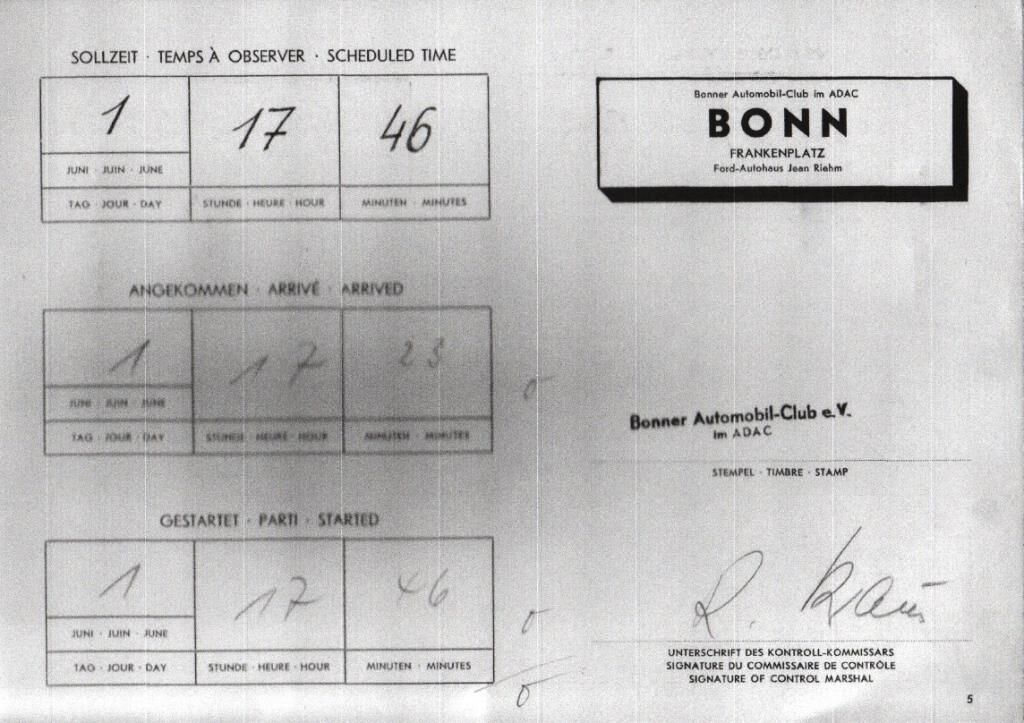 SOLLZEIT · TEMPS À OBSERVER · SCHEDULED TIME
1 17 46
JUNI · JUIN · JUNE
TAG · JOUR · DAY STUNDE · HEURE · HOUR MINUTEN · MINUTES
ANGEKOMMEN · ARRIVÉ · ARRIVED
1 17 23
JUNI · JUIN · JUNE
TAG · JOUR · DAY STUNDE · HEURE · HOUR MINUTEN · MINUTES
GESTARTET · PARTI · STARTED
1 17 46
JUNI · JUIN · JUNE
TAG · JOUR · DAY STUNDE · HEURE · HOUR MINUTEN · MINUTES
Bonner Automobil-Club im ADAC
BONN
FRANKENPLATZ
Ford-Autohaus Jean Riehm
Bonner Automobil-Club e.V.
im ADAC
STEMPEL · TIMBRE · STAMP
R.
UNTERSCHRIFT DES KONTROLL-KOMMISSARS
SIGNATURE DU COMMISSAIRE DE CONTRÔLE
SIGNATURE OF CONTROL MARSHAL
5